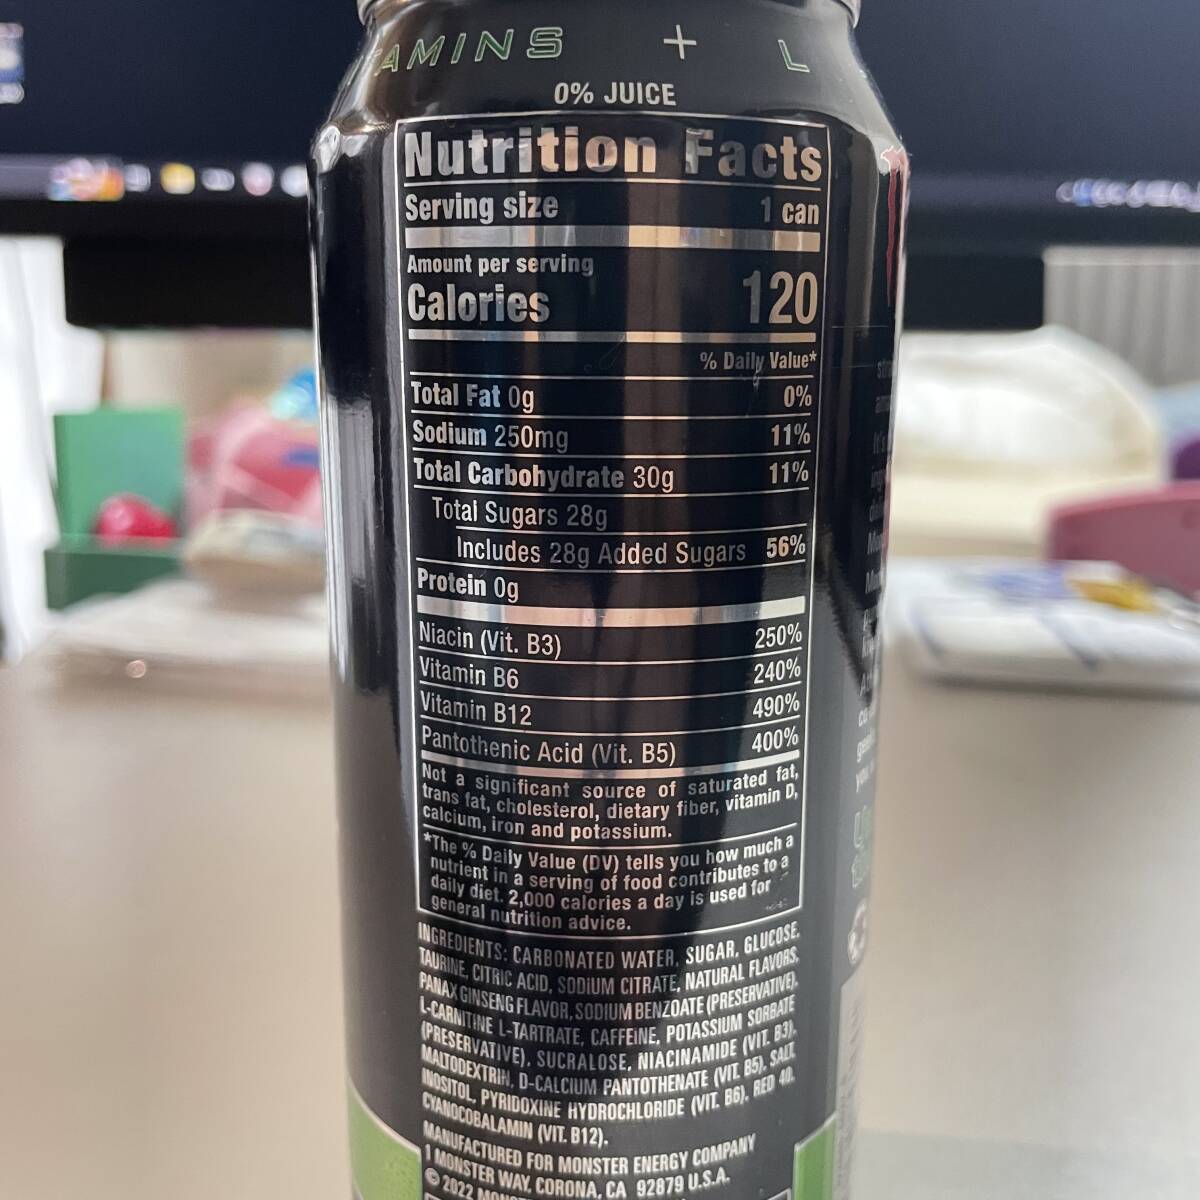 AMINS + L
0% JUICE
Nutrition Facts
Serving size 1 can
Amount per serving
Calories 120
% Daily Value*
Total Fat 0g 0%
Sodium 250mg 11%
Total Carbohydrate 30g 11%
Total Sugars 28g
Includes 28g Added Sugars 56%
Protein 0g
Niacin (Vit. B3) 250%
Vitamin B6 240%
Vitamin B12 490%
Pantothenic Acid (Vit. B5) 400%
Not a significant source of saturated fat,
trans fat, cholesterol, dietary fiber, vitamin D,
calcium, iron and potassium.
*The % Daily Value (DV) tells you how much a
nutrient in a serving of food contributes to a
daily diet. 2,000 calories a day is used for
general nutrition advice.
INGREDIENTS: CARBONATED WATER, SUGAR, GLUCOSE,
TAURINE, CITRIC ACID, SODIUM CITRATE, NATURAL FLAVORS,
PANAX GINSENG FLAVOR, SODIUM BENZOATE (PRESERVATIVE),
L-CARNITINE L-TARTRATE, CAFFEINE, POTASSIUM SORBATE
(PRESERVATIVE), SUCRALOSE, NIACINAMIDE (VIT. B3),
MALTODEXTRIN, D-CALCIUM PANTOTHENATE (VIT. B5), SALT,
INOSITOL, PYRIDOXINE HYDROCHLORIDE (VIT. B6), RED 40,
CYANOCOBALAMIN (VIT. B12).
MANUFACTURED FOR MONSTER ENERGY COMPANY
1 MONSTER WAY, CORONA, CA 92879 U.S.A.
© 2022